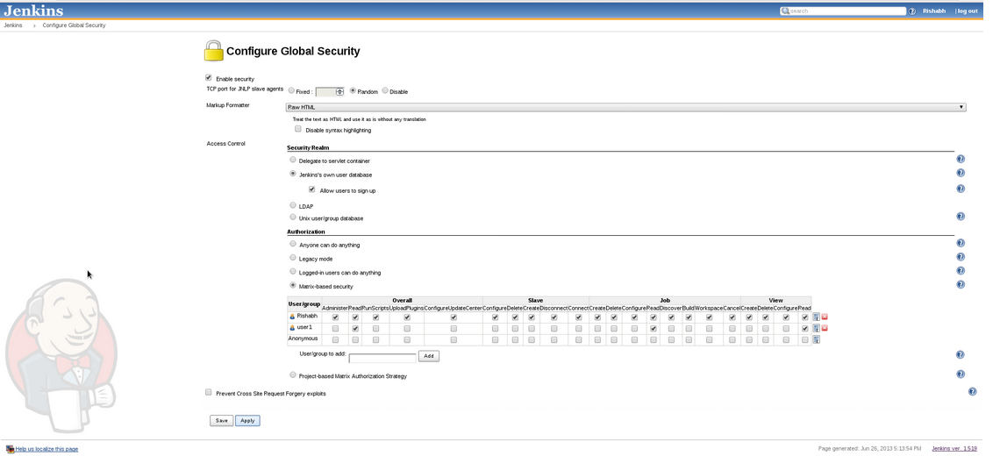 Jenkins
search
Rishabh | log out
Jenkins Configure Global Security
Configure Global Security
Enable security
TCP port for JNLP slave agents Fixed : Random Disable
Markup Formatter Raw HTML
Treat the text as HTML and use it as is without any translation
Disable syntax highlighting
Access Control
Security Realm
Delegate to servlet container
Jenkins's own user database
Allow users to sign up
LDAP
Unix user/group database
Authorization
Anyone can do anything
Legacy mode
Logged-in users can do anything
Matrix-based security
User/group Overall Slave Job View
Administer Read RunScripts UploadPlugins ConfigureUpdateCenter Configure Delete Create Disconnect Connect Create Delete Configure Read Discover Build Workspace Cancel Create Delete Configure Read
Rishabh
user1
Anonymous
User/group to add: Add
Project-based Matrix Authorization Strategy
Prevent Cross Site Request Forgery exploits
Save Apply
Help us localize this page Page generated: Jun 26, 2013 5:13:54 PM Jenkins ver. 1.519